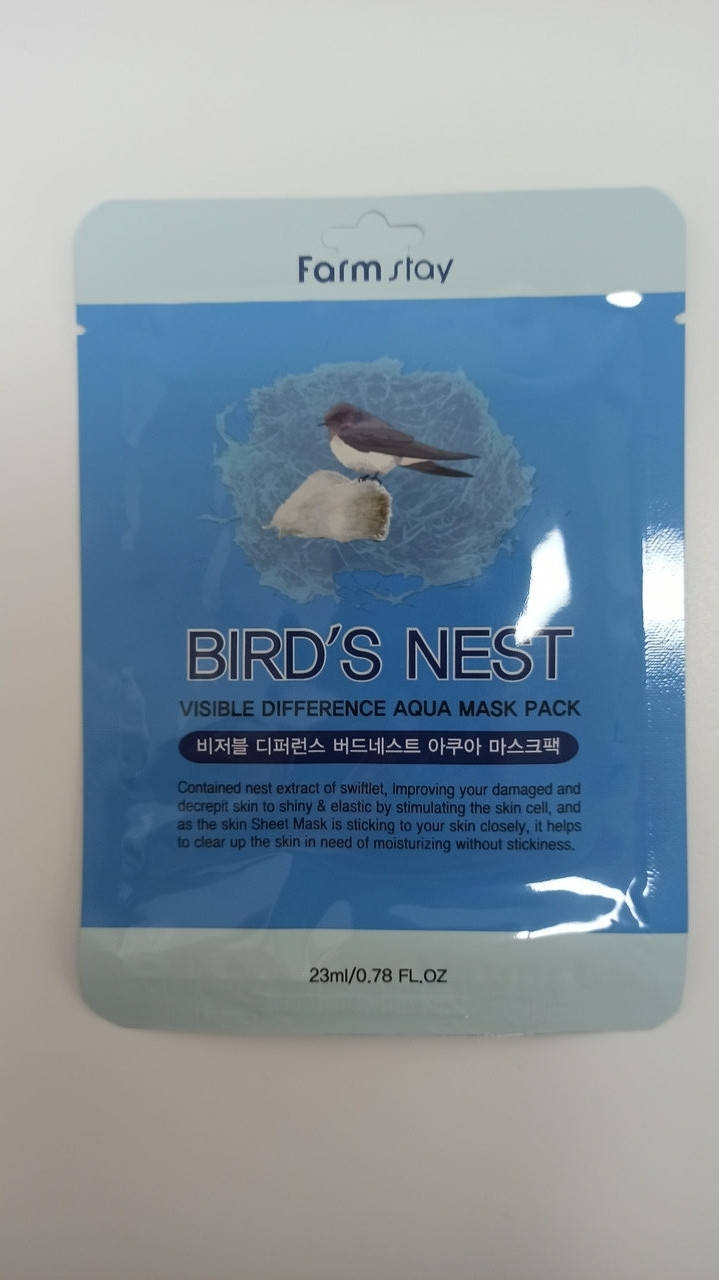 Farmstay
BIRD'S NEST
VISIBLE DIFFERENCE AQUA MASK PACK
비저블 디퍼런스 버드네스트 아쿠아 마스크팩
Contained nest extract of swiftlet, Improving your damaged and
decrepit skin to shiny & elastic by stimulating the skin cell, and
as the skin Sheet Mask is sticking to your skin closely, it helps
to clear up the skin in need of moisturizing without stickiness.
23ml/0.78 FL.OZ